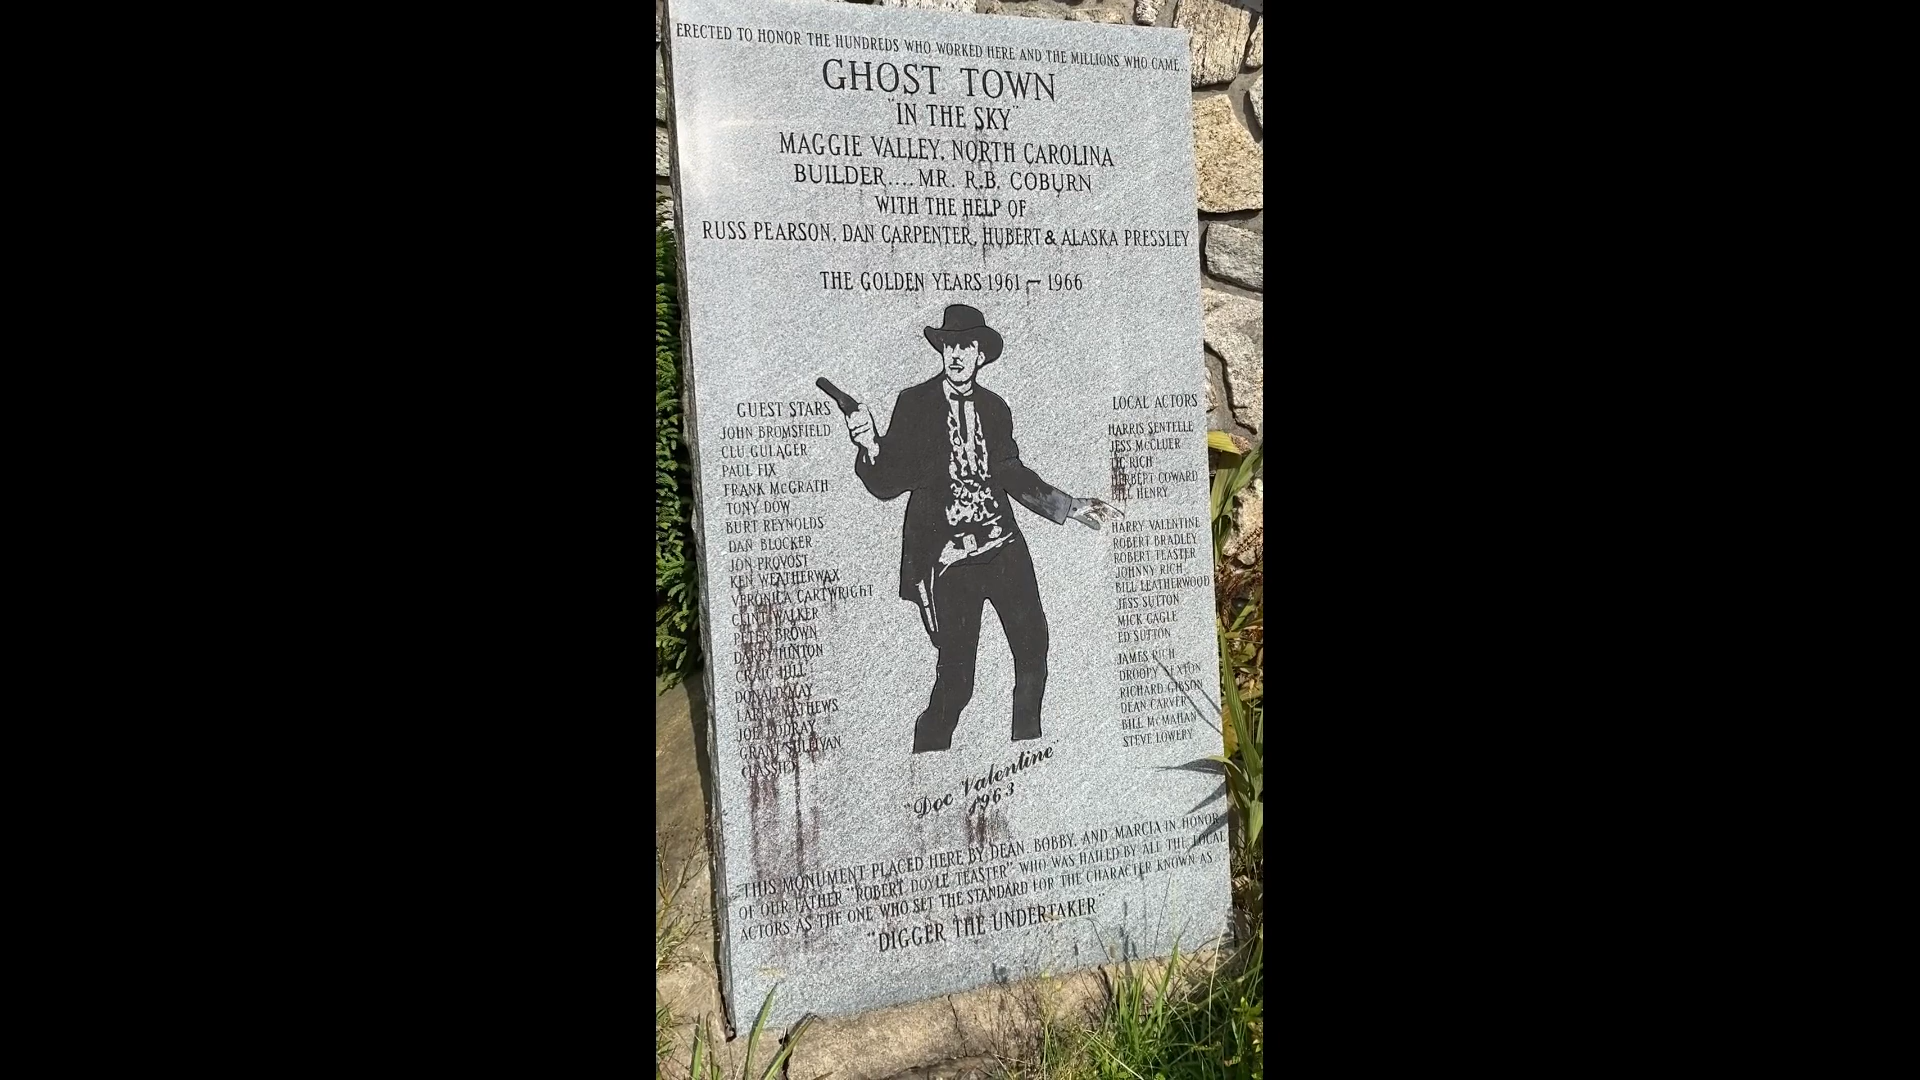 ERECTED TO HONOR THE HUNDREDS WHO WORKED HERE AND THE MILLIONS WHO CAME
GHOST TOWN
"IN THE SKY"
MAGGIE VALLEY, NORTH CAROLINA
BUILDER.... MR. R.B. COBURN
WITH THE HELP OF
RUSS PEARSON, DAN CARPENTER, HUBERT & ALASKA PRESSLEY
THE GOLDEN YEARS 1961 – 1966
GUEST STARS
JOHN BROMSFIELD
CLU GULAGER
PAUL FIX
FRANK McGRATH
TONY DOW
BURT REYNOLDS
DAN BLOCKER
JON PROVOST
KEN WEATHERWAX
VERONICA CARTWRIGHT
CLINT WALKER
PETER BROWN
DARBY HINTON
CRAIG HILL
DONALD MAY
LARRY MATHEWS
JOE BODRAY
GRANT SULLIVAN
LOCAL ACTORS
HARRIS SENTELLE
JESS McCLUER
RICH
HERBERT COWARD
BILL HENRY
HARRY VALENTINE
ROBERT BRADLEY
ROBERT TEASTER
JOHNNY RICH
BILL LEATHERWOOD
JESS SUTTON
MICK CAGLE
ED SUTTON
JAMES RICH
DROOPY SEXTON
RICHARD GIBSON
DEAN CARVER
BILL McMAHAN
STEVE LOWERY
"Doc Valentine"
1963
THIS MONUMENT PLACED HERE BY DEAN, BOBBY, AND MARCIA IN HONOR
OF OUR FATHER "ROBERT DOYLE TEASTER" WHO WAS HAILED BY ALL THE LOCAL
ACTORS AS THE ONE WHO SET THE STANDARD FOR THE CHARACTER KNOWN AS
"DIGGER THE UNDERTAKER"